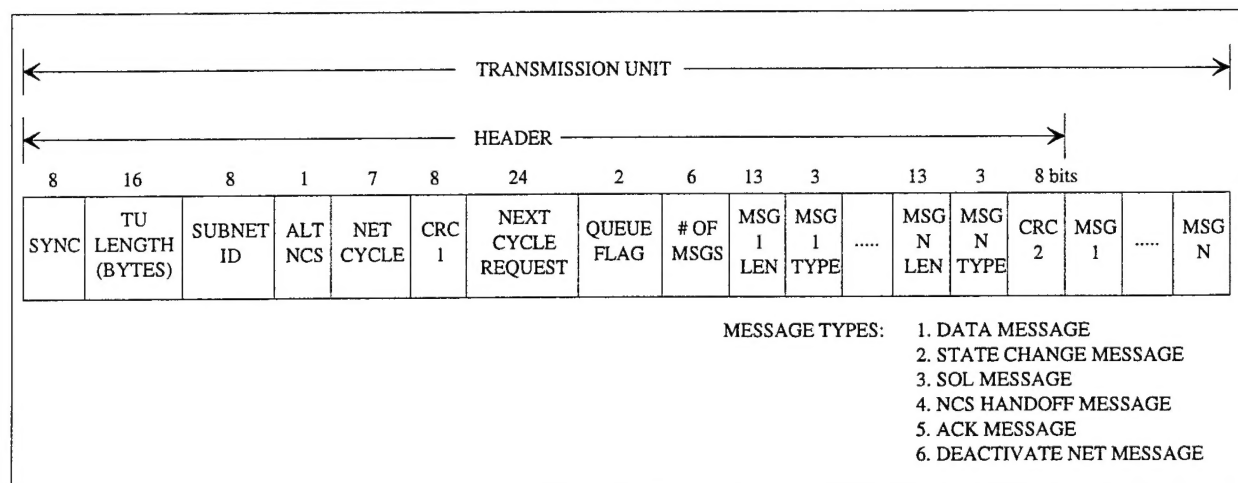 TRANSMISSION UNIT
HEADER
8 16 8 1 7 8 24 2 6 13 3 13 3 8 bits
SYNC
TU
LENGTH
(BYTES)
SUBNET
ID
ALT
NCS
NET
CYCLE
CRC
1
NEXT
CYCLE
REQUEST
QUEUE
FLAG
# OF
MSGS
MSG
1
LEN
MSG
1
TYPE
.....
MSG
N
LEN
MSG
N
TYPE
CRC
2
MSG
1
.....
MSG
N
MESSAGE TYPES: 1. DATA MESSAGE
2. STATE CHANGE MESSAGE
3. SOL MESSAGE
4. NCS HANDOFF MESSAGE
5. ACK MESSAGE
6. DEACTIVATE NET MESSAGE